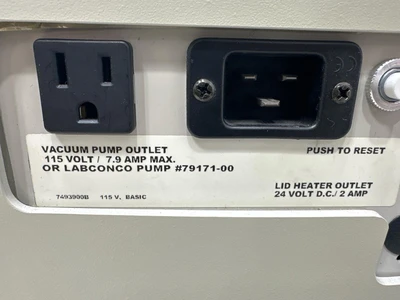 VACUUM PUMP OUTLET
115 VOLT / 7.9 AMP MAX.
OR LABCONCO PUMP #79171-00
PUSH TO RESET
7493900B 115 V, BASIC
LID HEATER OUTLET
24 VOLT D.C./ 2 AMP